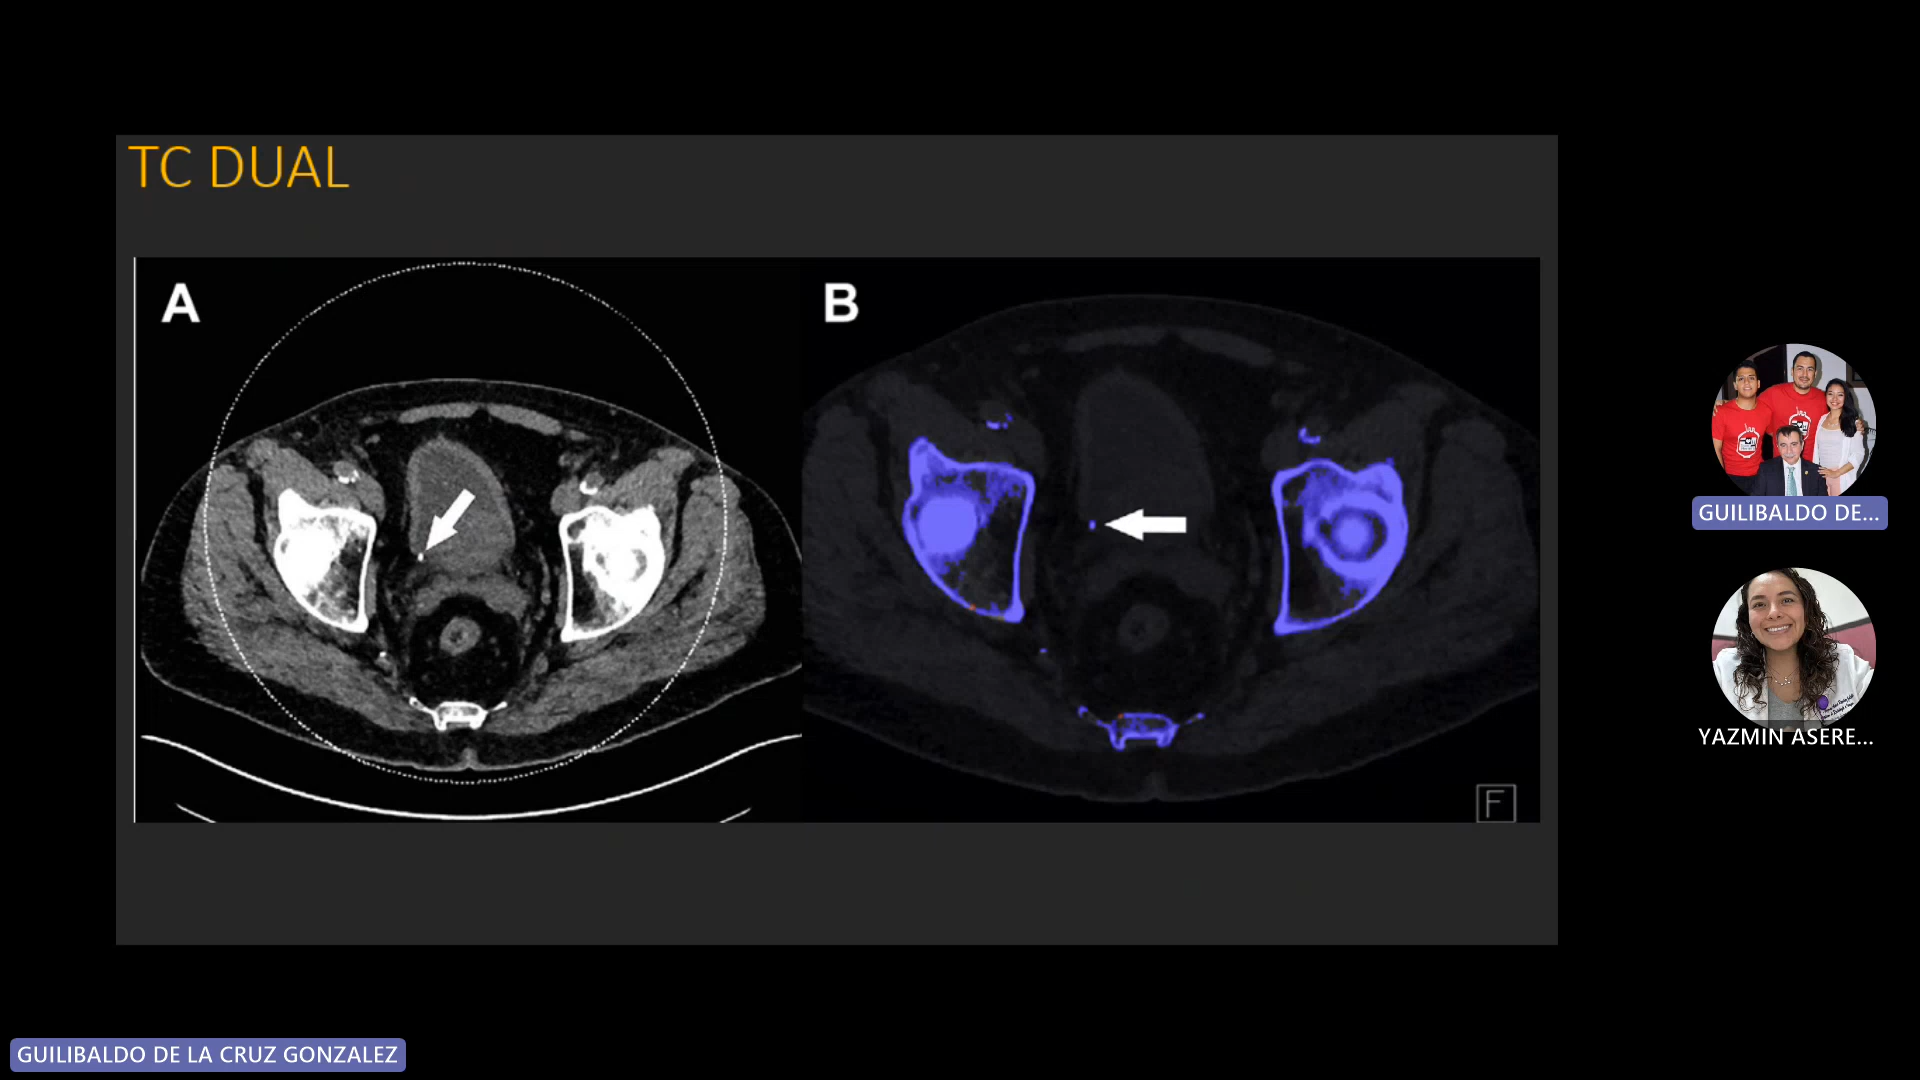 TC DUAL
A
B
F
GUILIBALDO DE...
YAZMIN ASERE...
GUILIBALDO DE LA CRUZ GONZALEZ